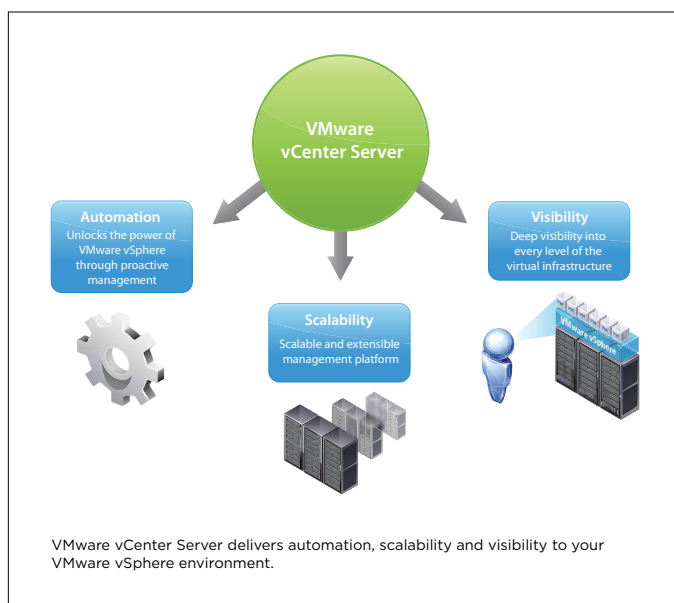 VMware
vCenter Server
Automation
Unlocks the power of
VMware vSphere
through proactive
management
Scalability
Scalable and extensible
management platform
Visibility
Deep visibility into
every level of the
virtual infrastructure
VMware vSphere
VMware vCenter Server delivers automation, scalability and visibility to your
VMware vSphere environment.